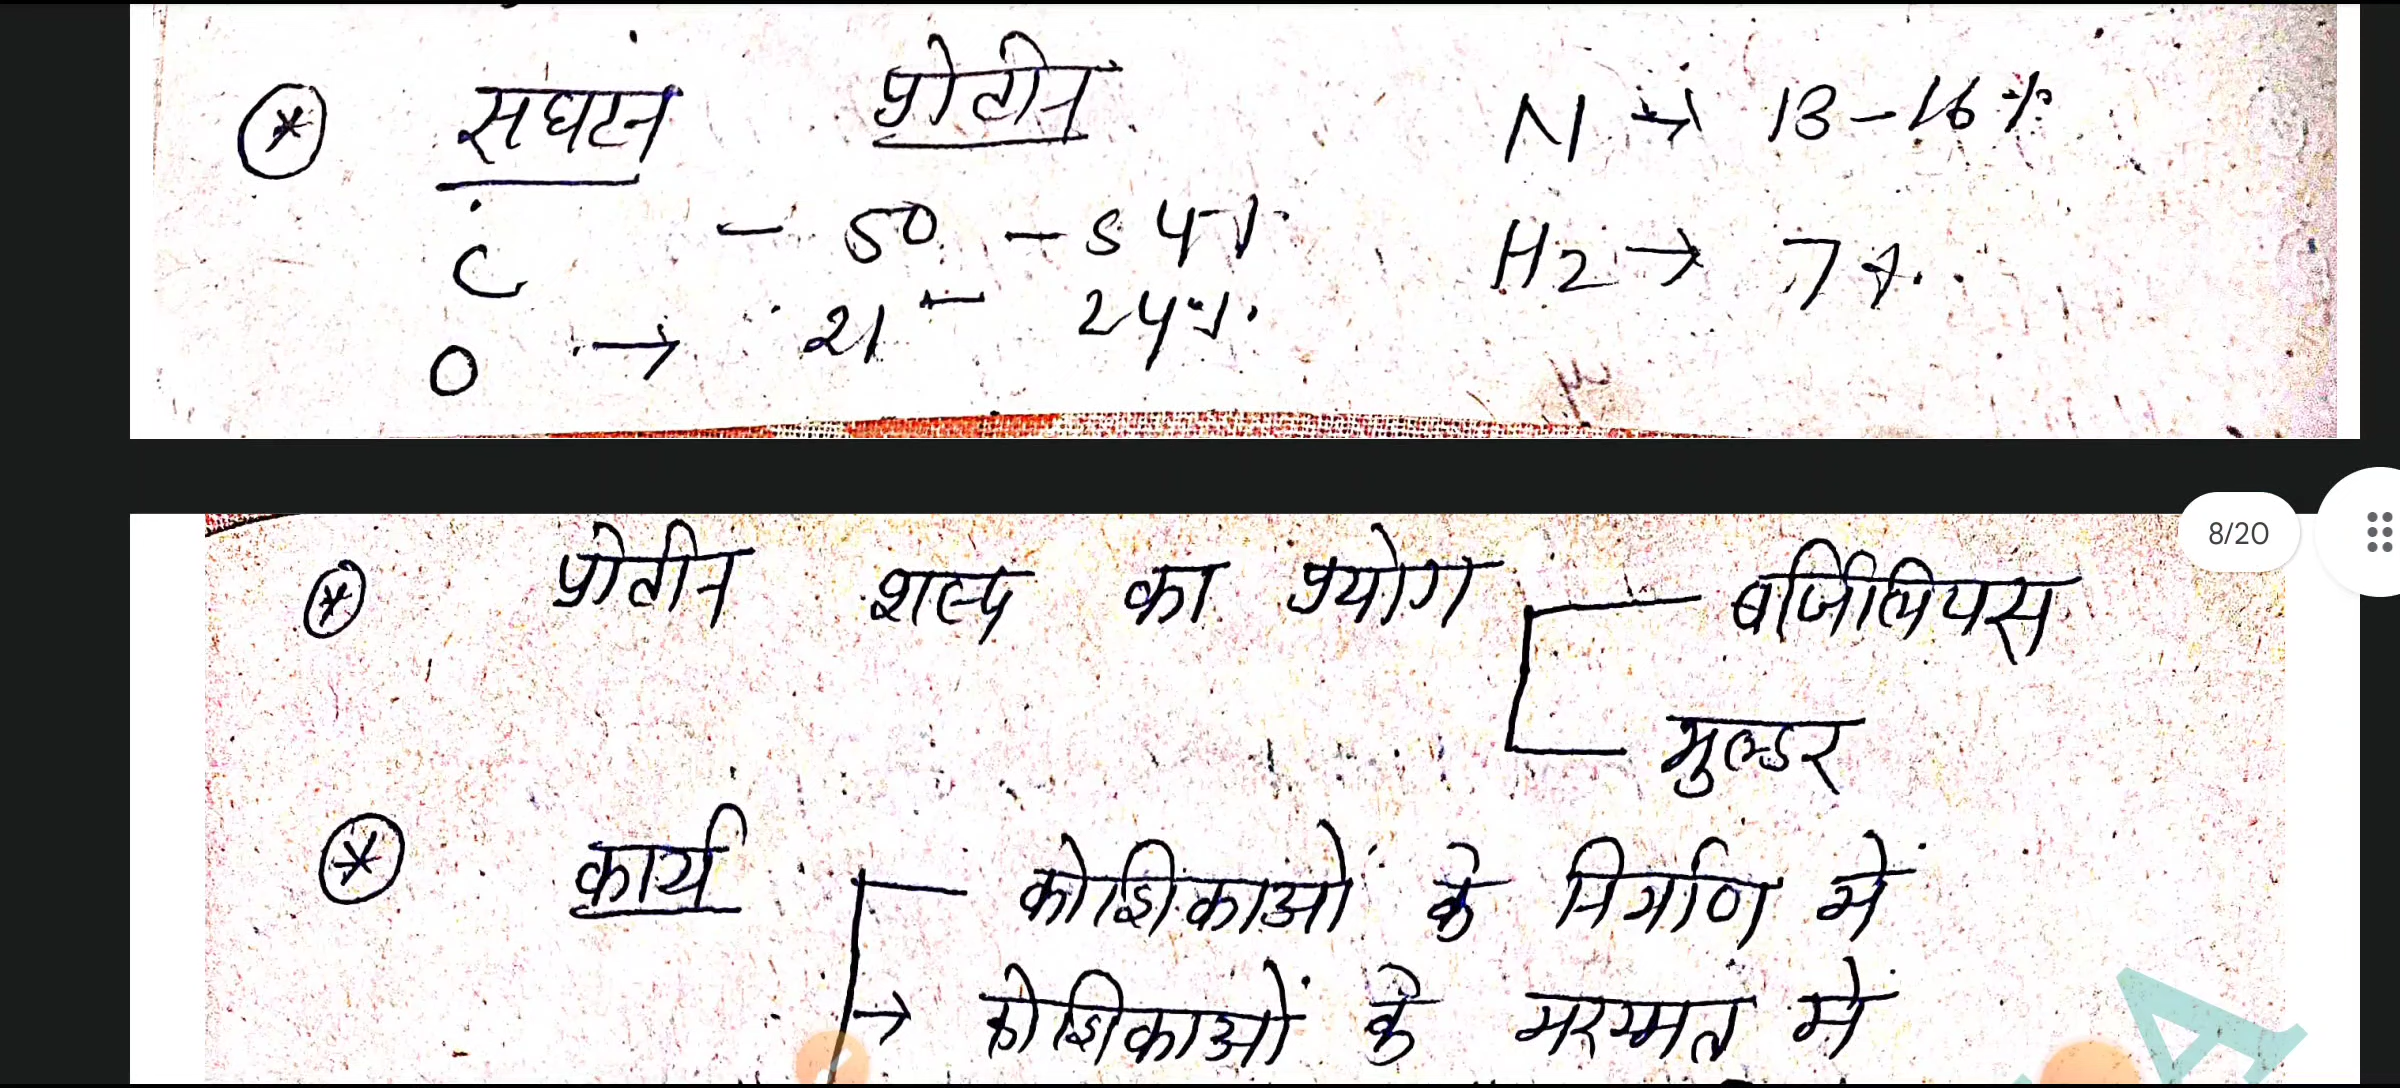 संघटन प्रोटीन N → 13-16%
C - 50 - 54% H2 → 7%
O → 21 - 24%
8/20
प्रोटीन शब्द का प्रयोग बर्जिलियस
मुल्डर
कार्य कोशिकाओं के निर्माण में
→ कोशिकाओं के मरम्मत में
A